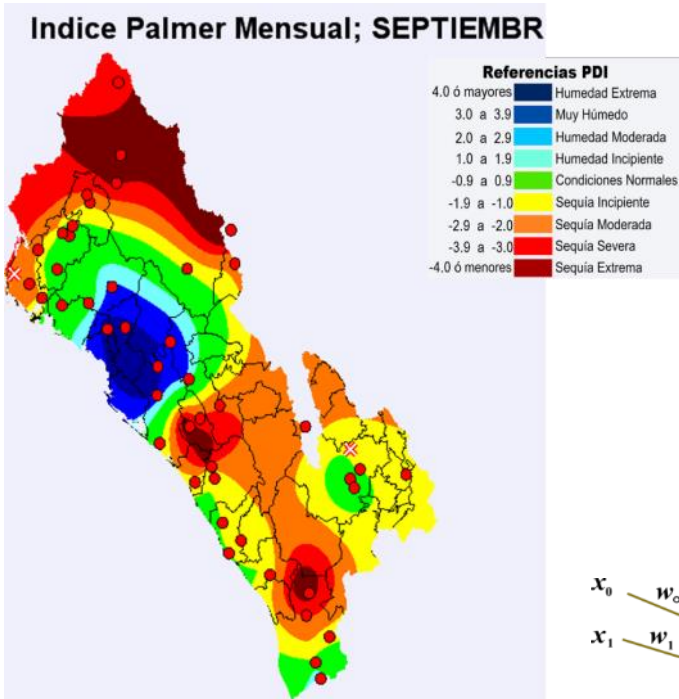 Indice Palmer Mensual; SEPTIEMBR
Referencias PDI
4.0 ó mayores Humedad Extrema
3.0 a 3.9 Muy Húmedo
2.0 a 2.9 Humedad Moderada
1.0 a 1.9 Humedad Incipiente
-0.9 a 0.9 Condiciones Normales
-1.9 a -1.0 Sequía Incipiente
-2.9 a -2.0 Sequía Moderada
-3.9 a -3.0 Sequía Severa
-4.0 ó menores Sequía Extrema
x₀ w₀
x₁ w₁